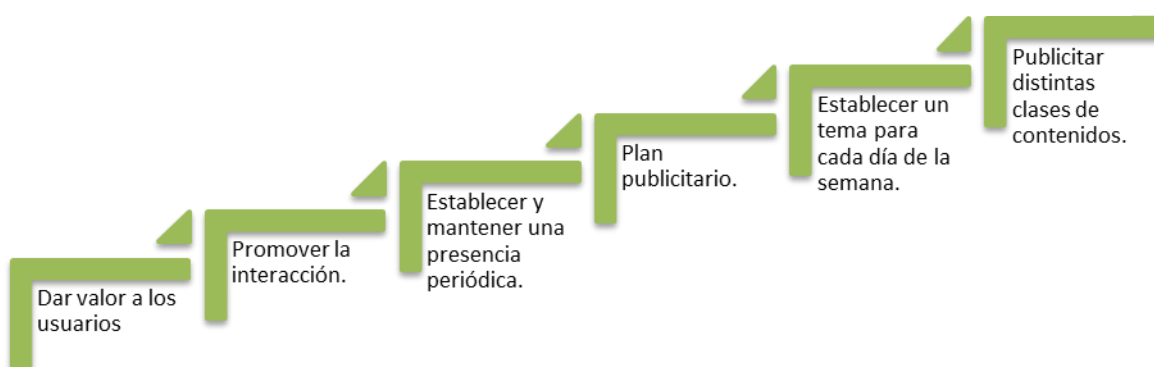 Dar valor a los
usuarios
Promover la
interacción.
Establecer y
mantener una
presencia
periódica.
Plan
publicitario.
Establecer un
tema para
cada día de la
semana.
Publicitar
distintas
clases de
contenidos.